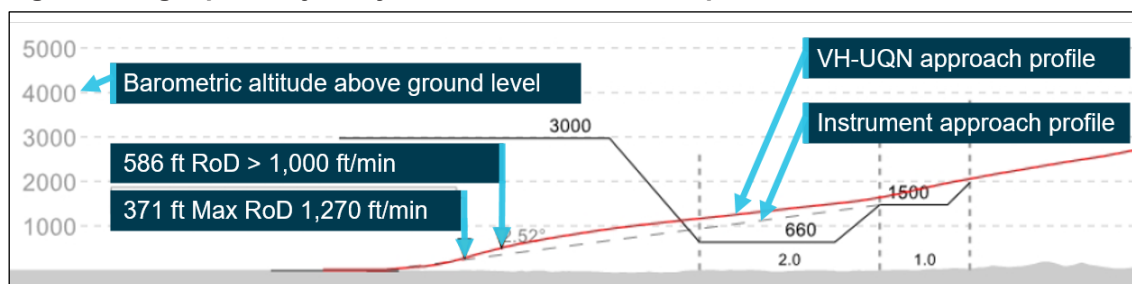 5000
VH-UQN approach profile
Barometric altitude above ground level
4000
Instrument approach profile
3000
3000
586 ft RoD > 1,000 ft/min
2000
1500
371 ft Max RoD 1,270 ft/min
1000
2.52°
660
2.0
1.0